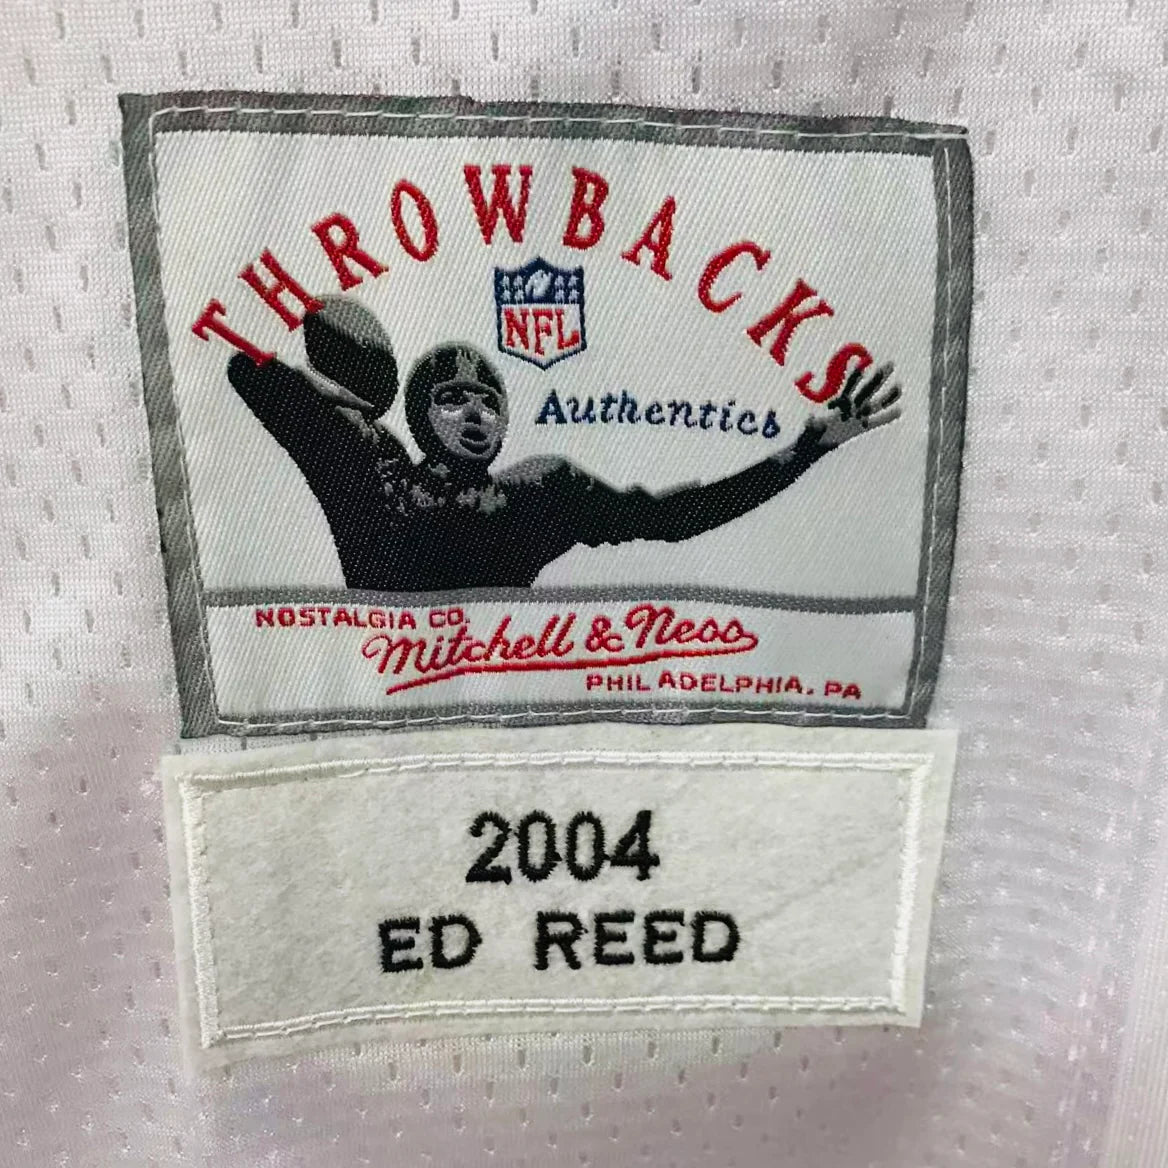 THROWBACKS
NFL
Authentics
NOSTALGIA CO.
Mitchell & Ness
PHILADELPHIA, PA
2004
ED REED